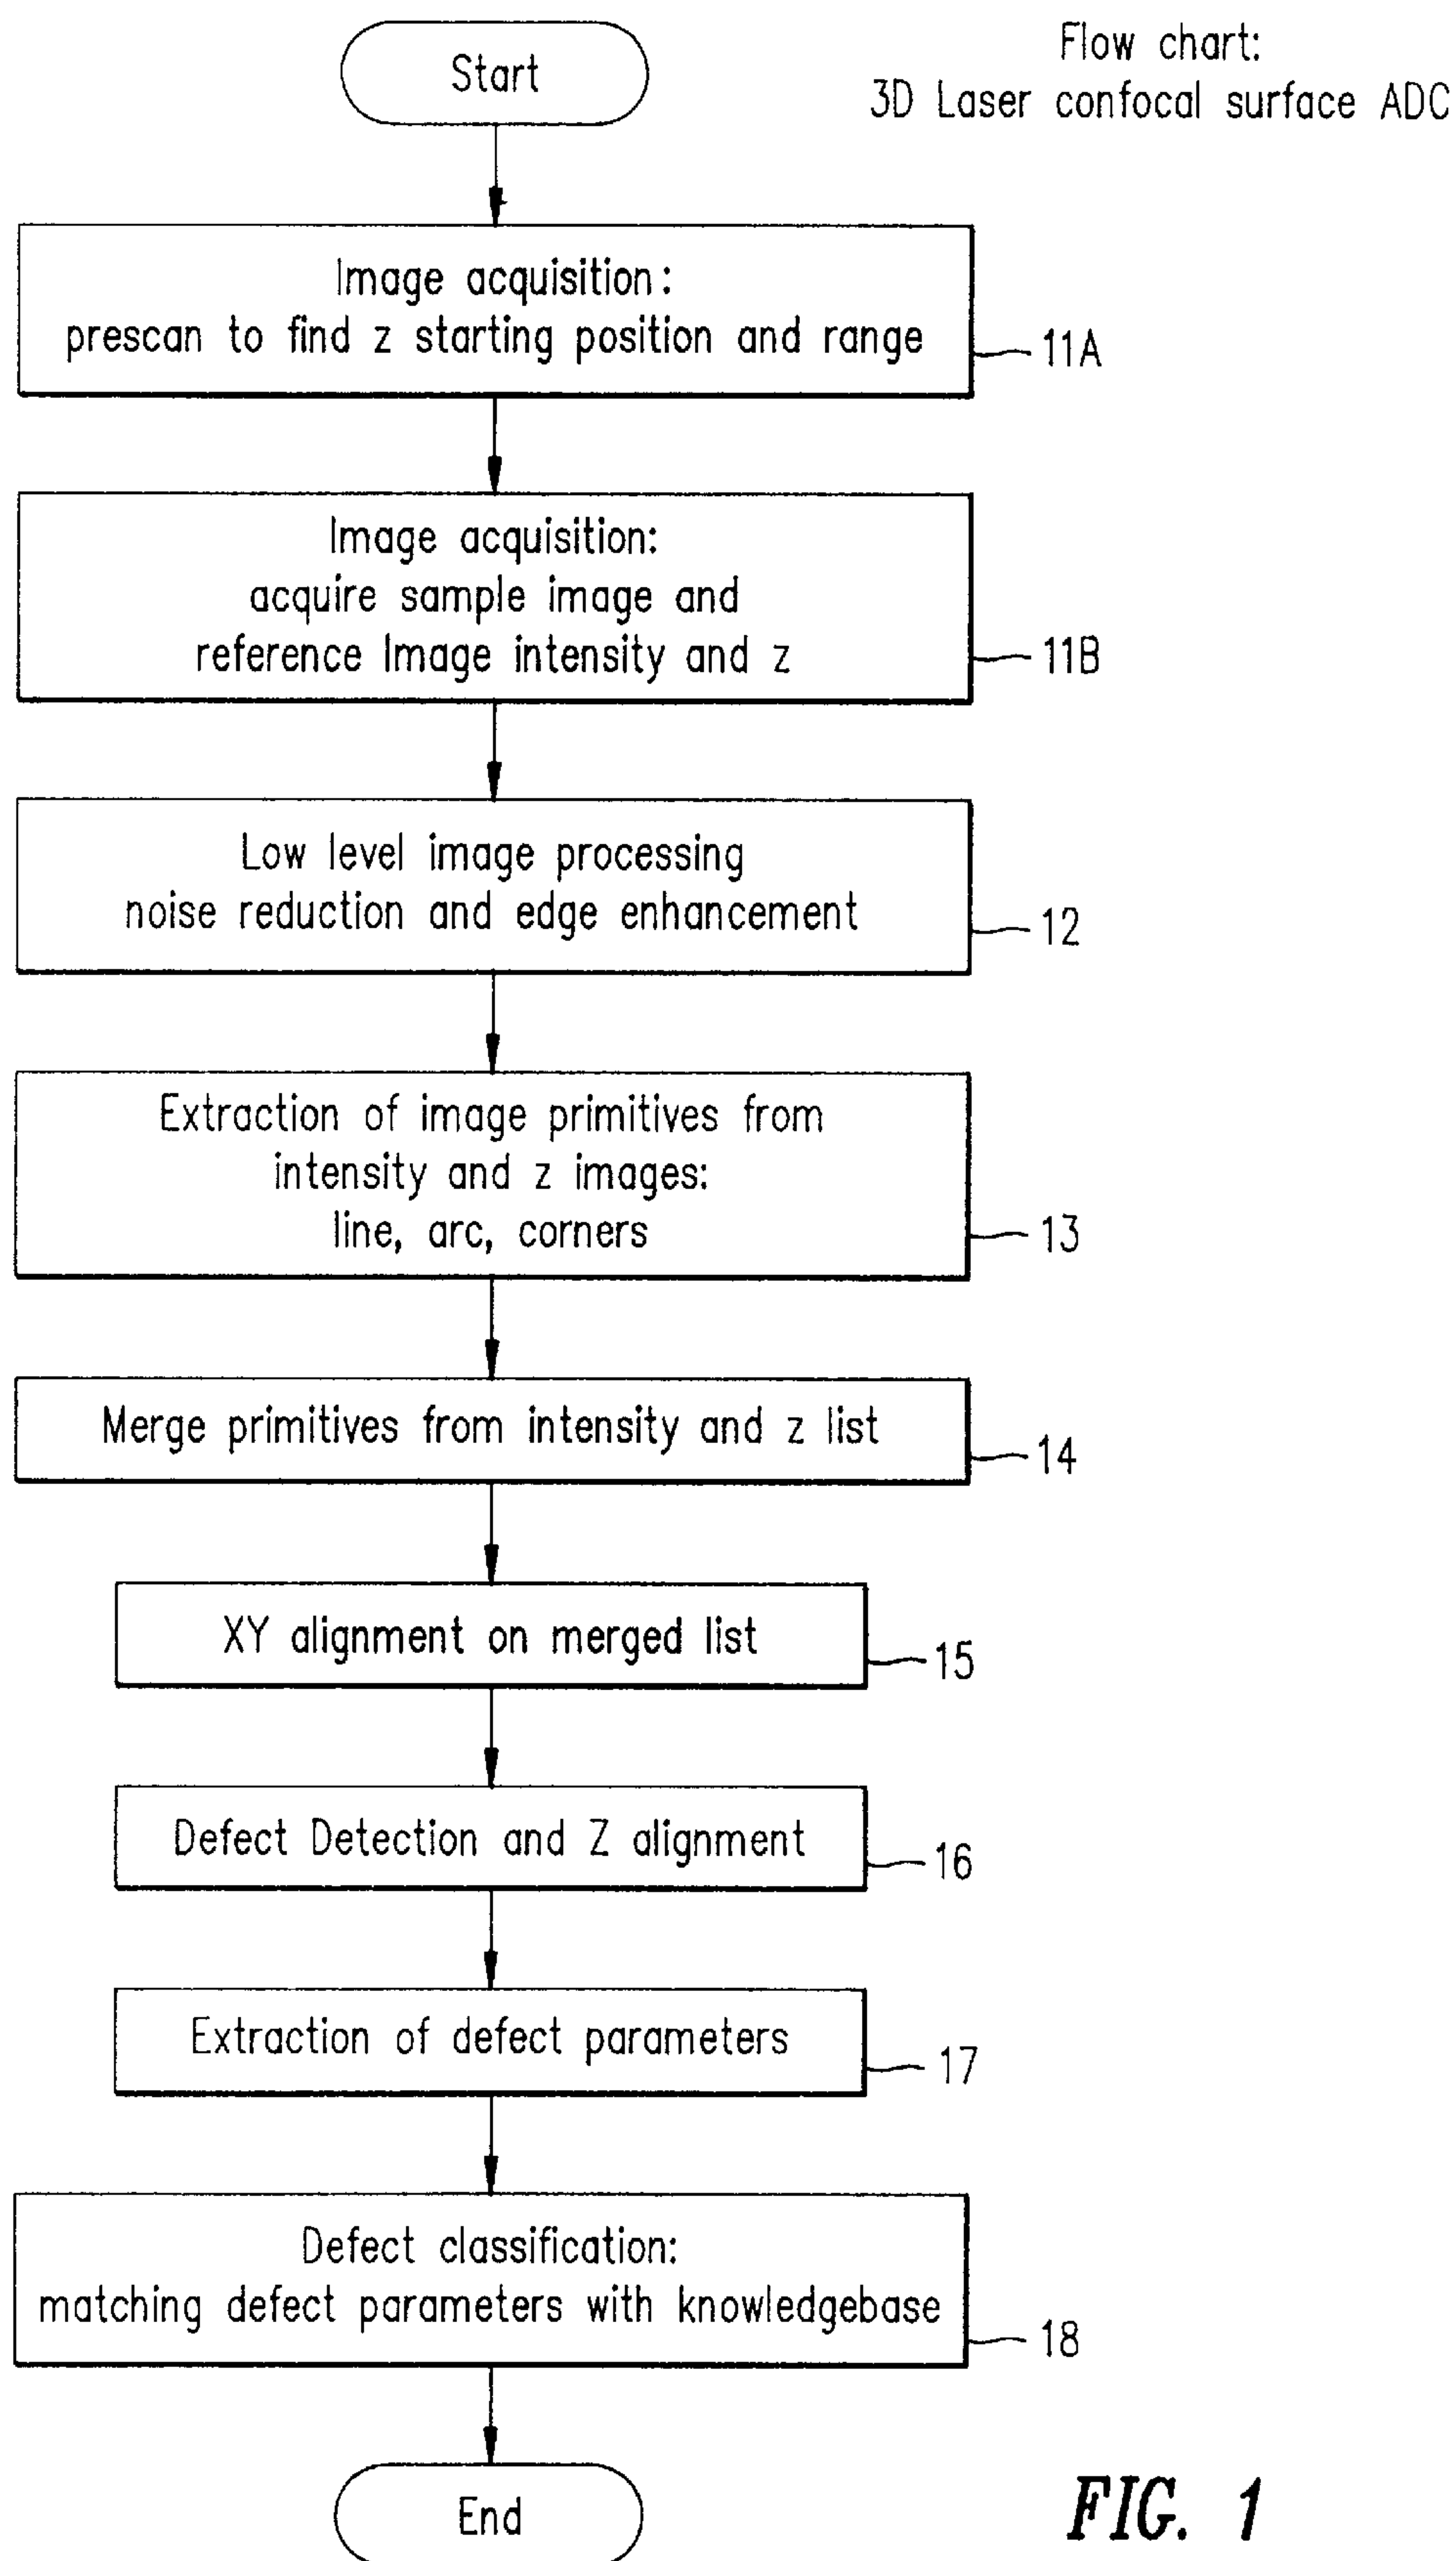 Flow chart:
3D Laser confocal surface ADC
Start
Image acquisition:
prescan to find z starting position and range
11A
Image acquisition:
acquire sample image and
reference Image intensity and z
11B
Low level image processing
noise reduction and edge enhancement
12
Extraction of image primitives from
intensity and z images:
line, arc, corners
13
Merge primitives from intensity and z list
14
XY alignment on merged list
15
Defect Detection and Z alignment
16
Extraction of defect parameters
17
Defect classification:
matching defect parameters with knowledgebase
18
End
FIG. 1